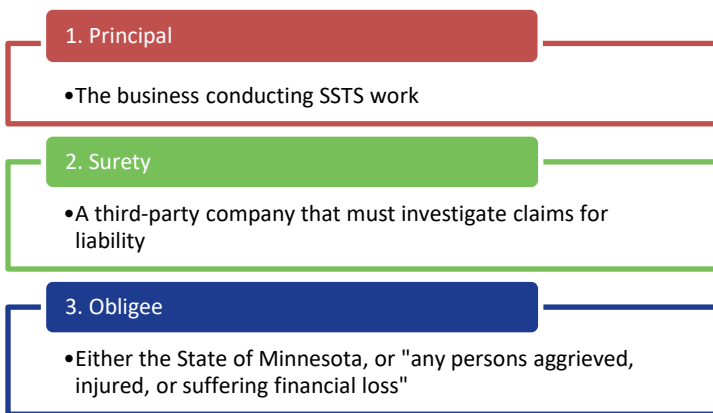 1. Principal
•The business conducting SSTS work
2. Surety
•A third-party company that must investigate claims for
liability
3. Obligee
•Either the State of Minnesota, or "any persons aggrieved,
injured, or suffering financial loss"